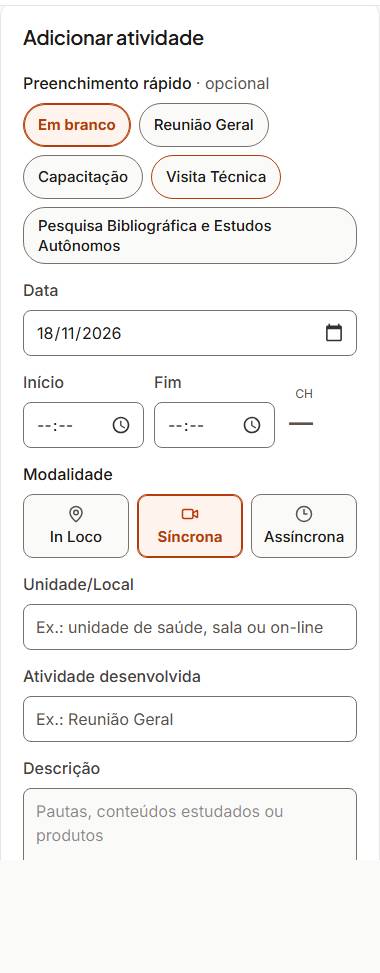 Adicionar atividade
Preenchimento rápido · opcional
Em branco
Reunião Geral
Capacitação
Visita Técnica
Pesquisa Bibliográfica e Estudos
Autônomos
Data
18/11/2026
Início
Fim
CH
--:--
--:--
—
Modalidade
In Loco
Síncrona
Assíncrona
Unidade/Local
Ex.: unidade de saúde, sala ou on-line
Atividade desenvolvida
Ex.: Reunião Geral
Descrição
Pautas, conteúdos estudados ou
produtos